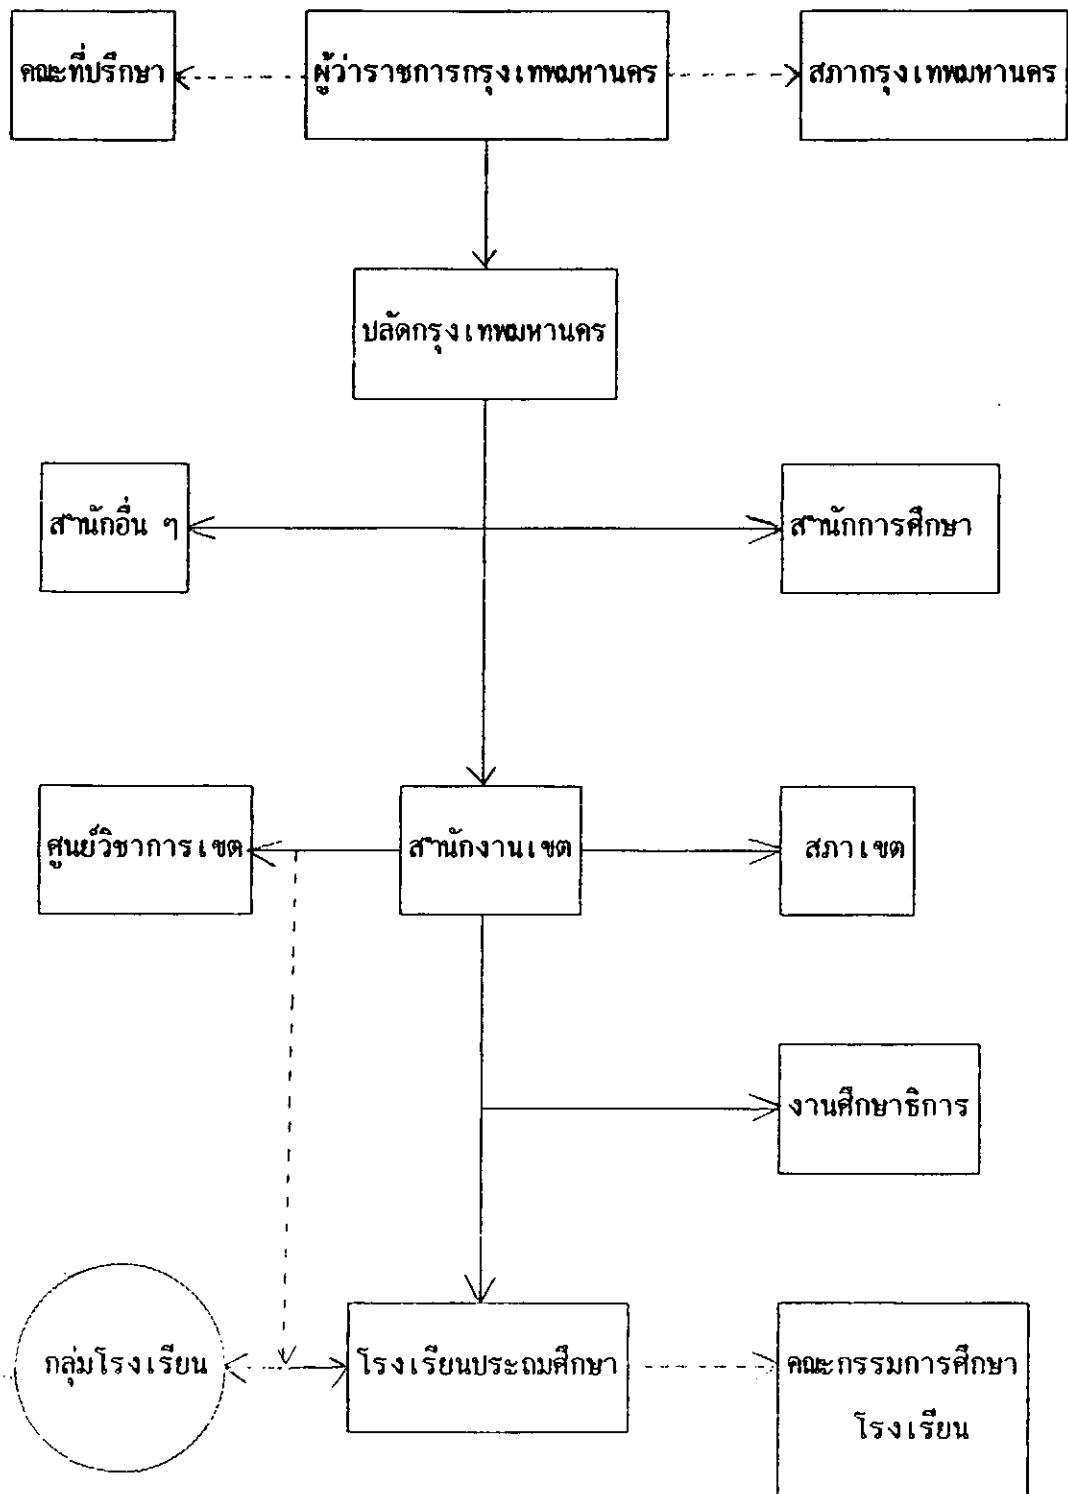 คณะที่ปรึกษา
ผู้ว่าราชการกรุงเทพมหานคร
สภากรุงเทพมหานคร
ปลัดกรุงเทพมหานคร
สำนักอื่น ๆ
สำนักการศึกษา
ศูนย์วิชาการเขต
สำนักงานเขต
สภาเขต
งานศึกษาธิการ
กลุ่มโรงเรียน
โรงเรียนประถมศึกษา
คณะกรรมการศึกษา
โรงเรียน